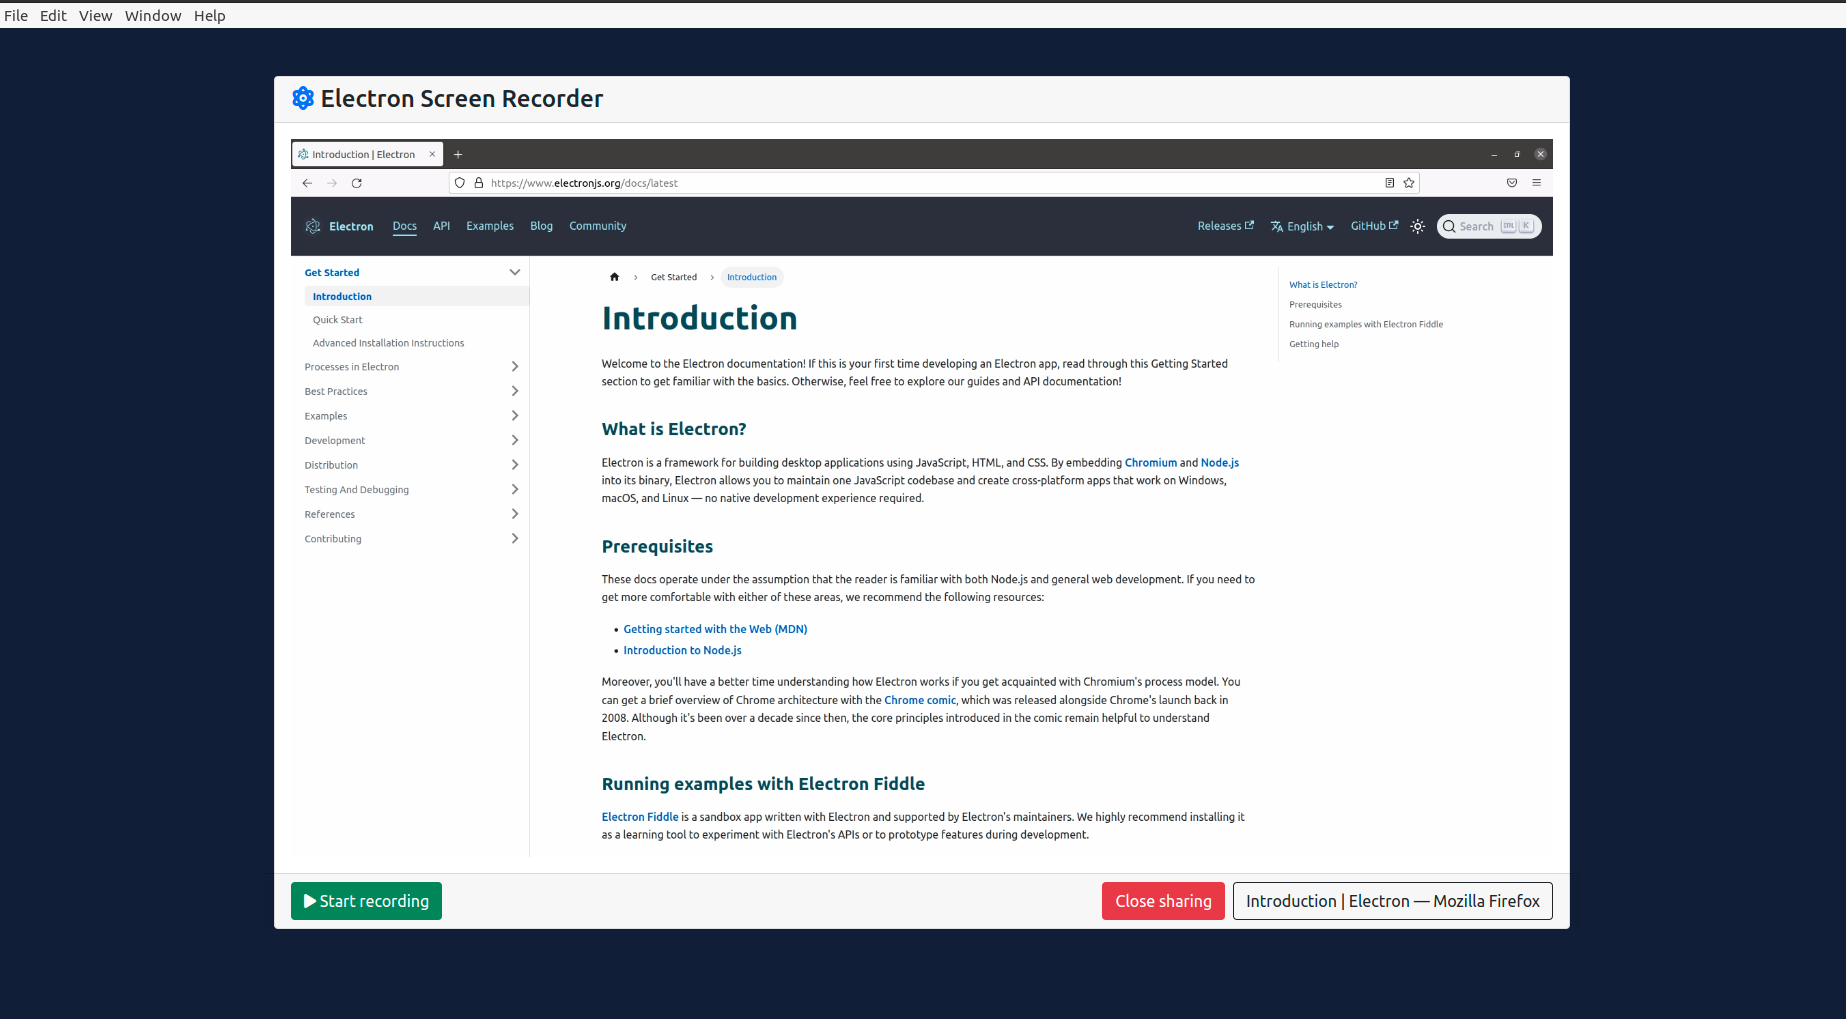 File Edit View Window Help
Electron Screen Recorder
Introduction | Electron
https://www.electronjs.org/docs/latest
Electron Docs API Examples Blog Community Releases English GitHub Search K
Get Started
Introduction
Quick Start
Advanced Installation Instructions
Processes in Electron
Best Practices
Examples
Development
Distribution
Testing And Debugging
References
Contributing
Get Started Introduction
Introduction
Welcome to the Electron documentation! If this is your first time developing an Electron app, read through this Getting Started
section to get familiar with the basics. Otherwise, feel free to explore our guides and API documentation!
What is Electron?
Electron is a framework for building desktop applications using JavaScript, HTML, and CSS. By embedding Chromium and Node.js
into its binary, Electron allows you to maintain one JavaScript codebase and create cross-platform apps that work on Windows,
macOS, and Linux — no native development experience required.
Prerequisites
These docs operate under the assumption that the reader is familiar with both Node.js and general web development. If you need to
get more comfortable with either of these areas, we recommend the following resources:
• Getting started with the Web (MDN)
• Introduction to Node.js
Moreover, you'll have a better time understanding how Electron works if you get acquainted with Chromium's process model. You
can get a brief overview of Chrome architecture with the Chrome comic, which was released alongside Chrome's launch back in
2008. Although it's been over a decade since then, the core principles introduced in the comic remain helpful to understand
Electron.
Running examples with Electron Fiddle
Electron Fiddle is a sandbox app written with Electron and supported by Electron's maintainers. We highly recommend installing it
as a learning tool to experiment with Electron's APIs or to prototype features during development.
What is Electron?
Prerequisites
Running examples with Electron Fiddle
Getting help
Start recording
Close sharing
Introduction | Electron — Mozilla Firefox